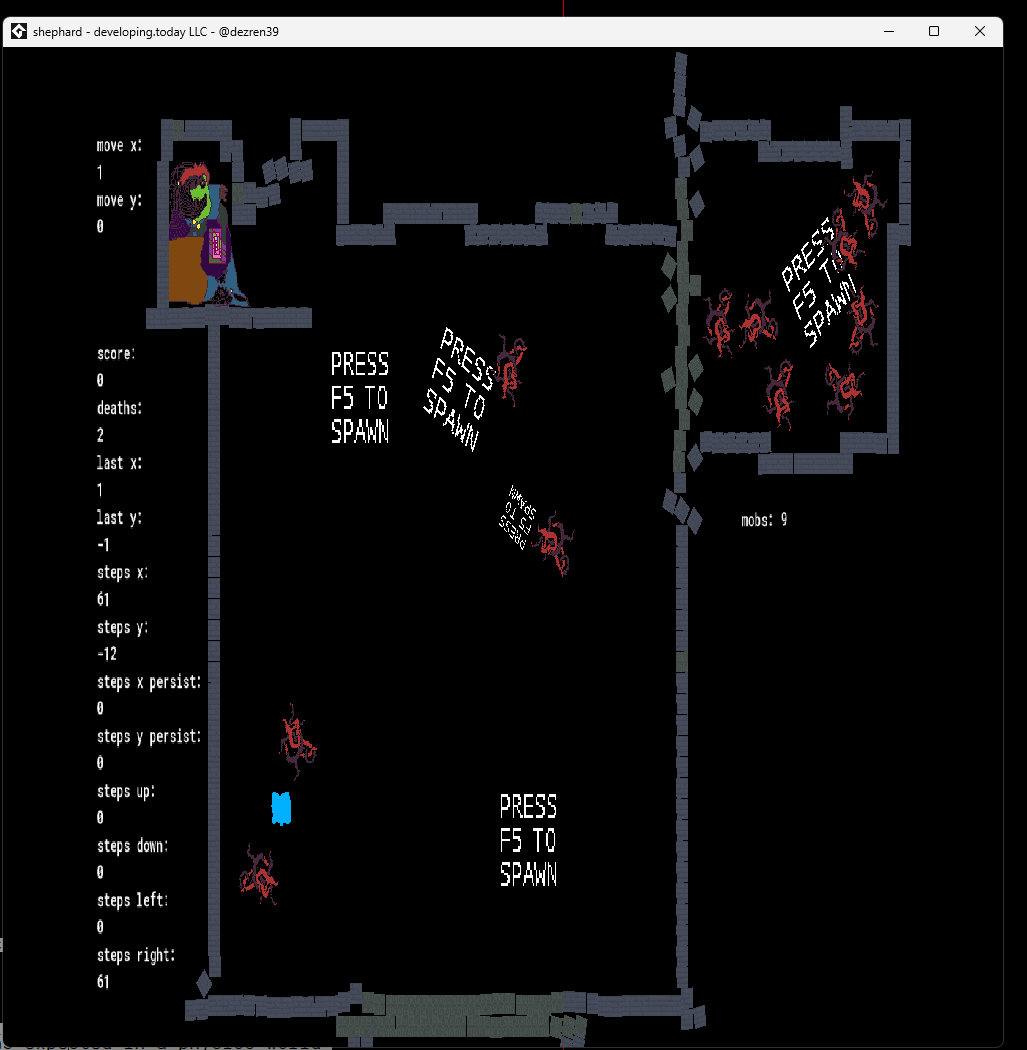 shephard - developing.today LLC - @dezren39
move x:
1
move y:
0
score:
0
deaths:
2
last x:
1
last y:
-1
steps x:
61
steps y:
-12
steps x persist:
0
steps y persist:
0
steps up:
0
steps down:
0
steps left:
0
steps right:
61
PRESS
F5 TO
SPAWN
PRESS
F5 TO
SPAWN
PRESS
F5 TO
SPAWN
PRESS
F5 TO
SPAWN
PRESS
F5 TO
SPAWN
mobs: 9